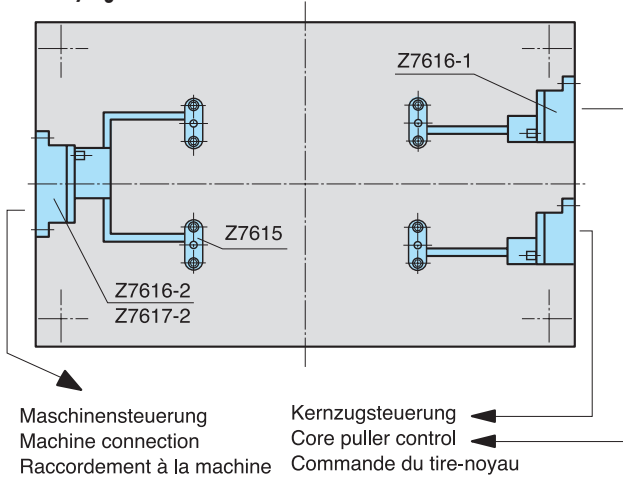 Z7616-1
Z7615
Z7616-2
Z7617-2
Maschinensteuerung
Machine connection
Raccordement à la machine
Kernzugsteuerung
Core puller control
Commande du tire-noyau